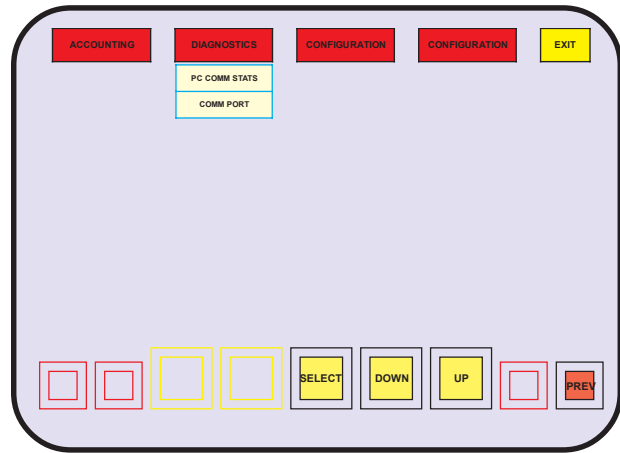 ACCOUNTING DIAGNOSTICS CONFIGURATION CONFIGURATION EXIT
PC COMM STATS
COMM PORT
SELECT DOWN UP PREV